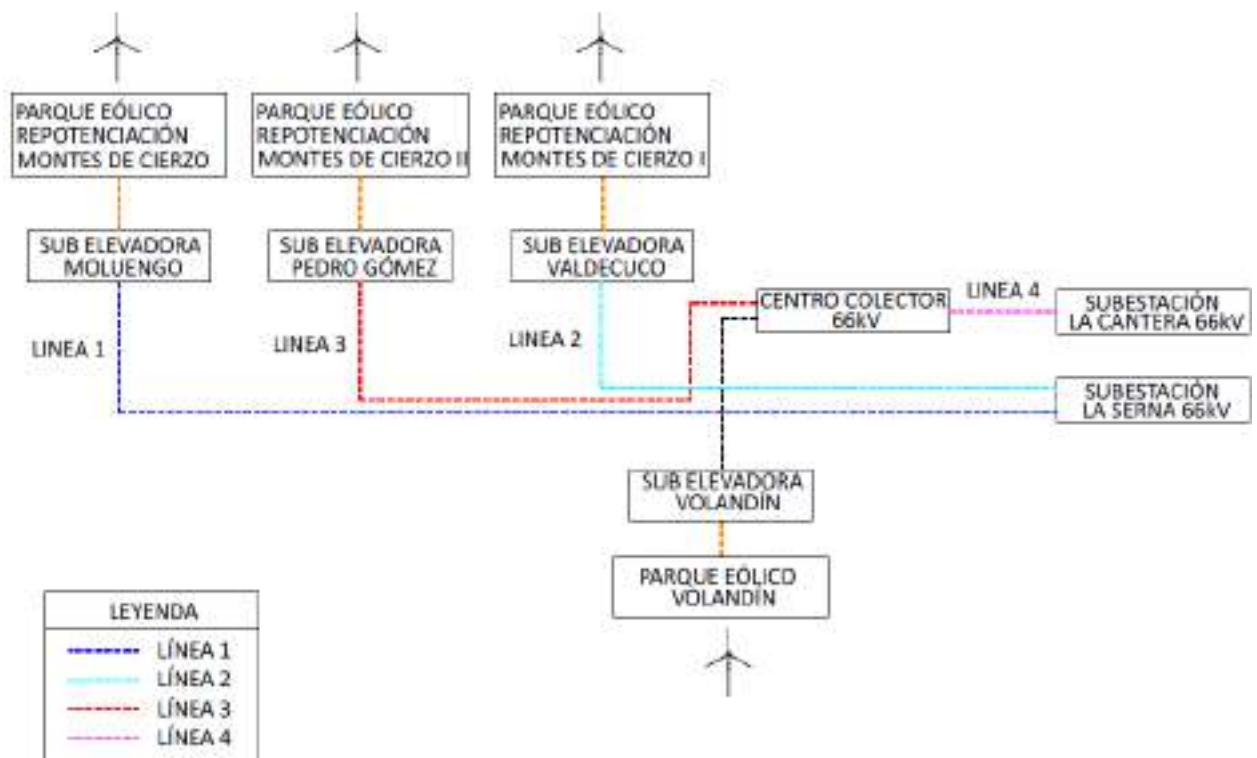 PARQUE EÓLICO
REPOTENCIACIÓN
MONTES DE CIERZO
PARQUE EÓLICO
REPOTENCIACIÓN
MONTES DE CIERZO II
PARQUE EÓLICO
REPOTENCIACIÓN
MONTES DE CIERZO I
SUB ELEVADORA
MOLUENGO
SUB ELEVADORA
PEDRO GÓMEZ
SUB ELEVADORA
VALDECUCO
LINEA 1
LINEA 3
LINEA 2
CENTRO COLECTOR
66kV
LINEA 4
SUBESTACIÓN
LA CANTERA 66kV
SUBESTACIÓN
LA SERNA 66kV
SUB ELEVADORA
VOLANDÍN
PARQUE EÓLICO
VOLANDÍN
LEYENDA
LÍNEA 1
LÍNEA 2
LÍNEA 3
LÍNEA 4